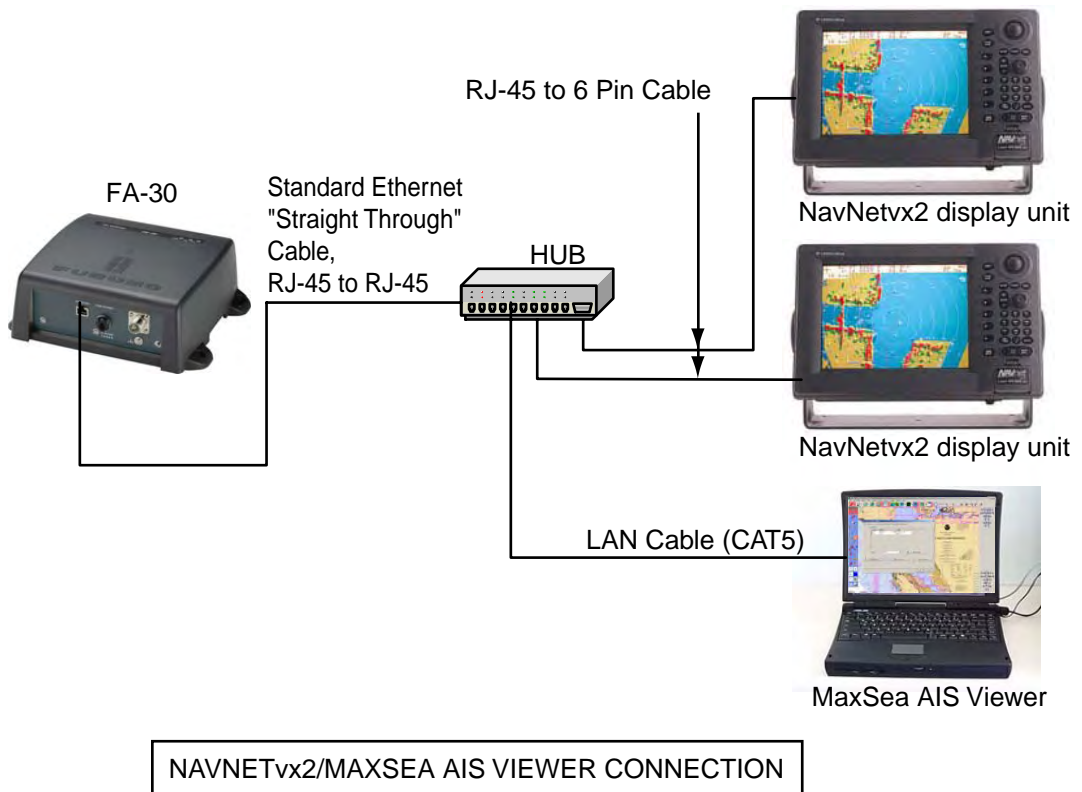 RJ-45 to 6 Pin Cable
FA-30
Standard Ethernet
"Straight Through"
Cable,
RJ-45 to RJ-45
HUB
NavNetvx2 display unit
NavNetvx2 display unit
LAN Cable (CAT5)
MaxSea AIS Viewer
FURUNO
NAVNETvx2/MAXSEA AIS VIEWER CONNECTION